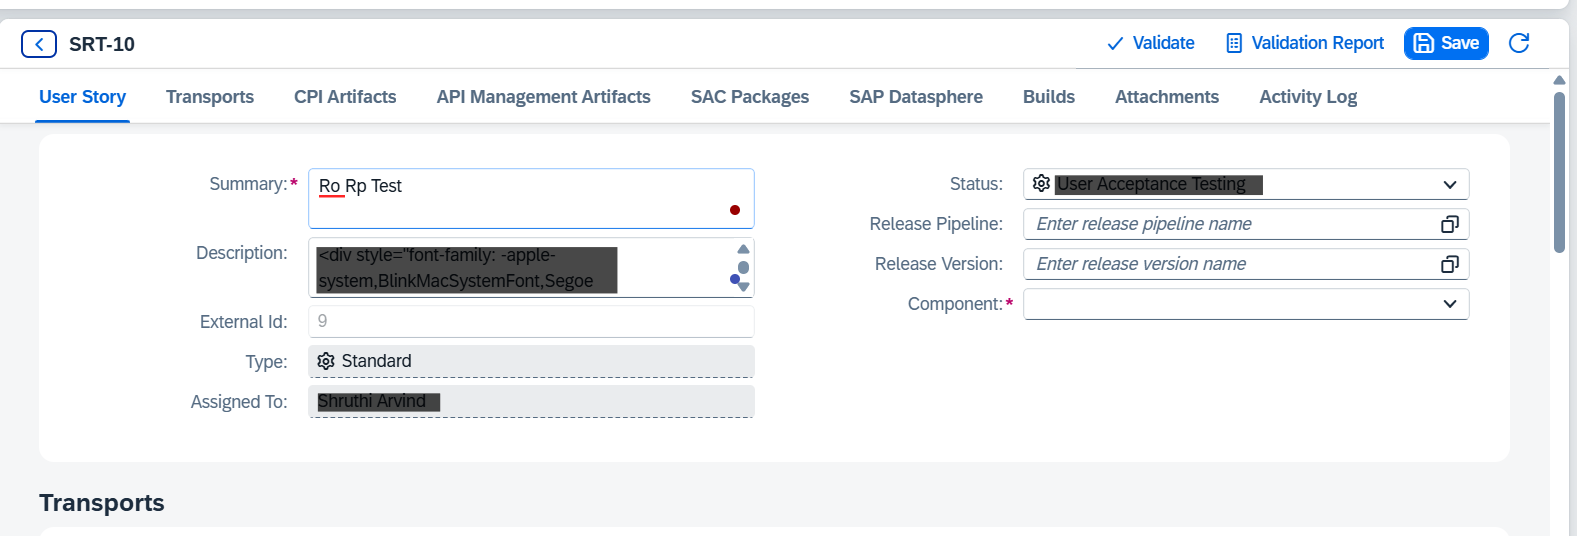 SRT-10
Validate
Validation Report
Save
User Story
Transports
CPI Artifacts
API Management Artifacts
SAC Packages
SAP Datasphere
Builds
Attachments
Activity Log
Summary:*
Ro Rp Test
Description:
<div style="font-family: -apple-
system,BlinkMacSystemFont,Segoe
External Id:
9
Type:
Standard
Assigned To:
Shruthi Arvind
Status:
User Acceptance Testing
Release Pipeline:
Enter release pipeline name
Release Version:
Enter release version name
Component:*
Transports